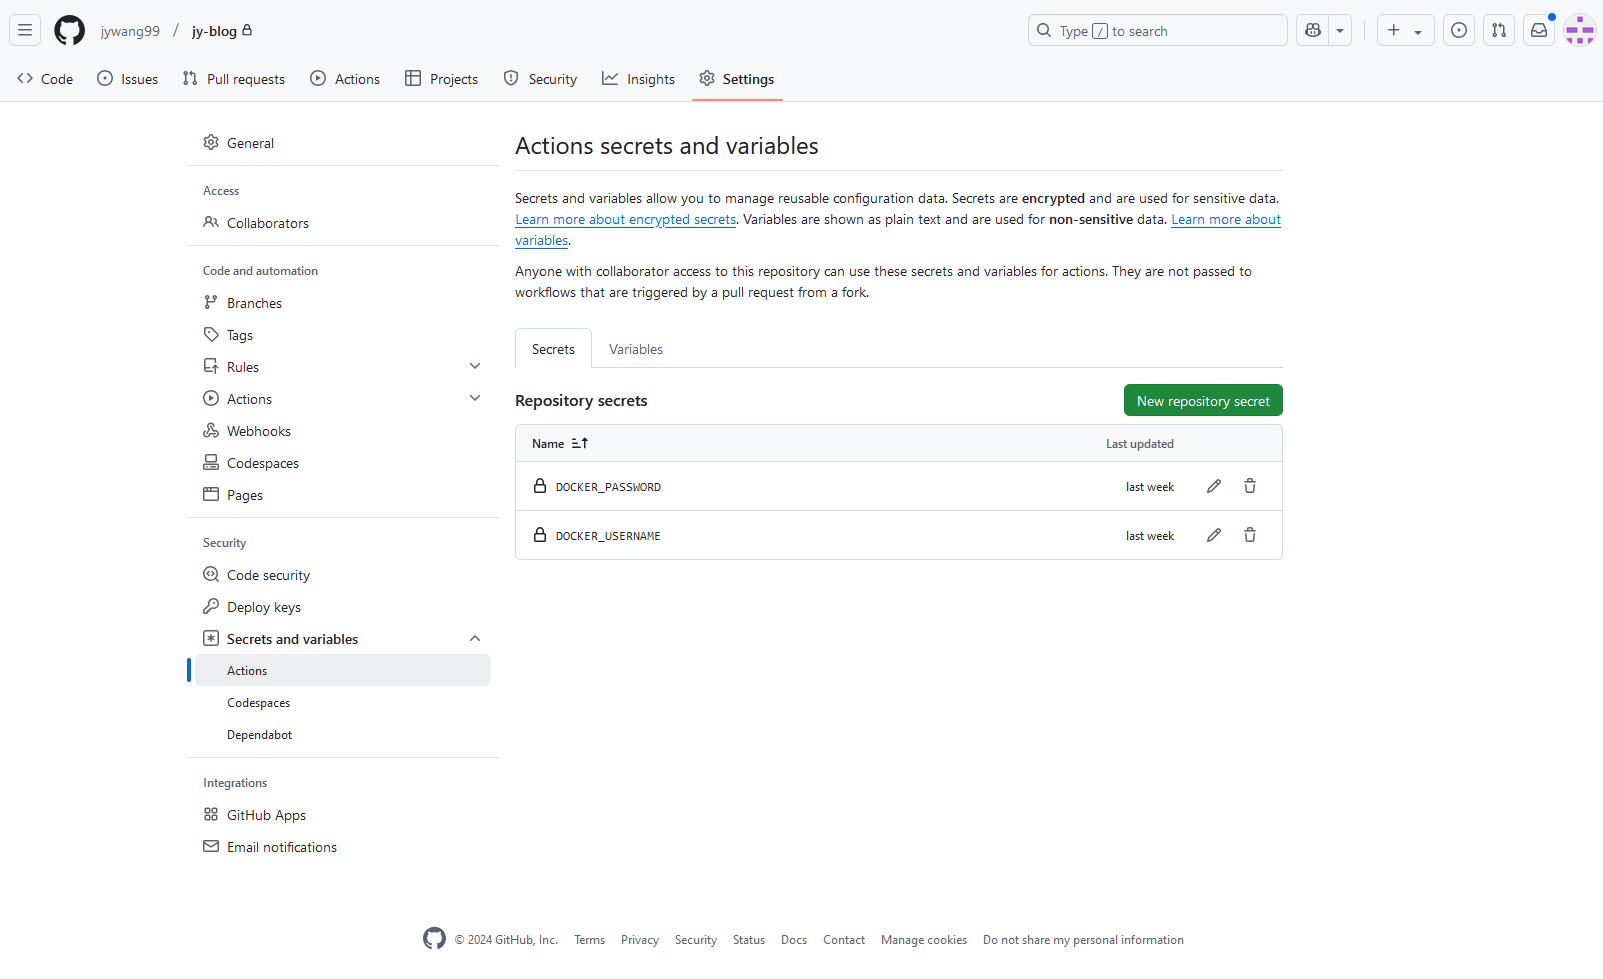 jywang99 / jy-blog
Type / to search
Code
Issues
Pull requests
Actions
Projects
Security
Insights
Settings
General
Access
Collaborators
Code and automation
Branches
Tags
Rules
Actions
Webhooks
Codespaces
Pages
Security
Code security
Deploy keys
Secrets and variables
Actions
Codespaces
Dependabot
Integrations
GitHub Apps
Email notifications
Actions secrets and variables
Secrets and variables allow you to manage reusable configuration data. Secrets are encrypted and are used for sensitive data.
Learn more about encrypted secrets. Variables are shown as plain text and are used for non-sensitive data. Learn more about
variables.
Anyone with collaborator access to this repository can use these secrets and variables for actions. They are not passed to
workflows that are triggered by a pull request from a fork.
Secrets
Variables
Repository secrets
New repository secret
Name
Last updated
DOCKER_PASSWORD
last week
DOCKER_USERNAME
last week
© 2024 GitHub, Inc.
Terms
Privacy
Security
Status
Docs
Contact
Manage cookies
Do not share my personal information